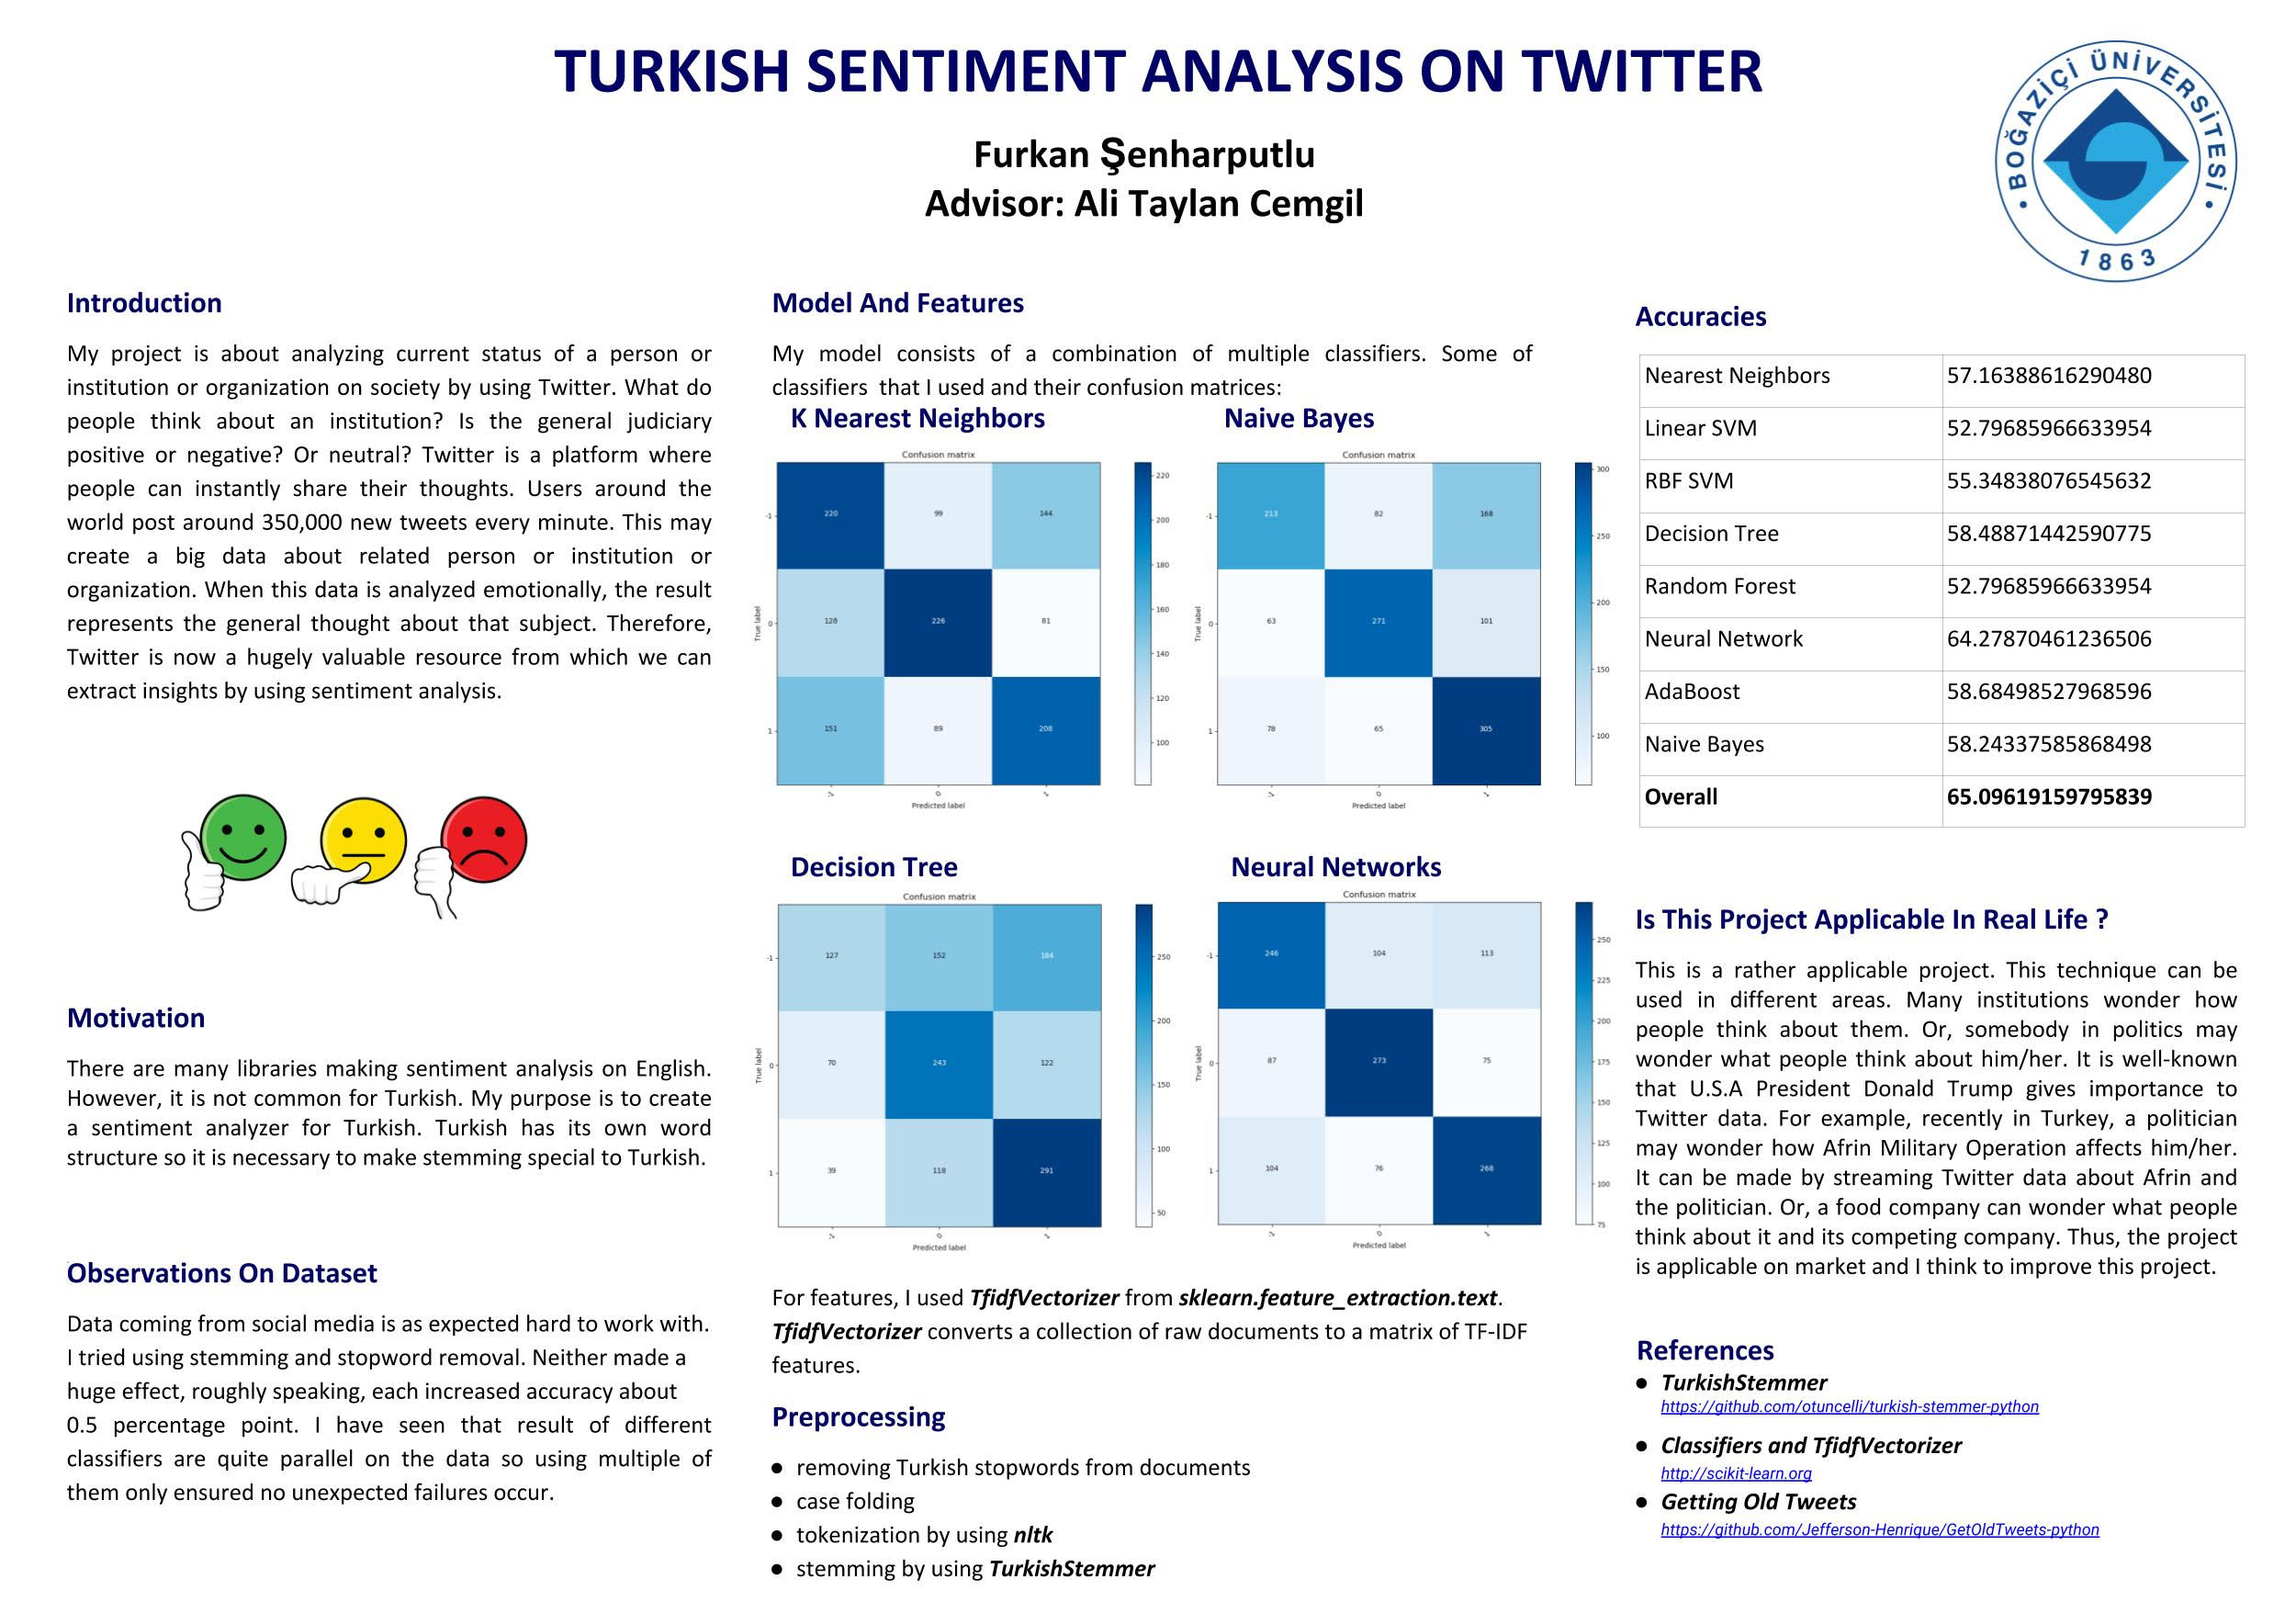 TURKISH SENTIMENT ANALYSIS ON TWITTER
Furkan Şenharputlu
Advisor: Ali Taylan Cemgil
• BOĞAZİÇİ ÜNİVERSİTESİ •
1863
Introduction
My project is about analyzing current status of a person or
institution or organization on society by using Twitter. What do
people think about an institution? Is the general judiciary
positive or negative? Or neutral? Twitter is a platform where
people can instantly share their thoughts. Users around the
world post around 350,000 new tweets every minute. This may
create a big data about related person or institution or
organization. When this data is analyzed emotionally, the result
represents the general thought about that subject. Therefore,
Twitter is now a hugely valuable resource from which we can
extract insights by using sentiment analysis.
Motivation
There are many libraries making sentiment analysis on English.
However, it is not common for Turkish. My purpose is to create
a sentiment analyzer for Turkish. Turkish has its own word
structure so it is necessary to make stemming special to Turkish.
Observations On Dataset
Data coming from social media is as expected hard to work with.
I tried using stemming and stopword removal. Neither made a
huge effect, roughly speaking, each increased accuracy about
0.5 percentage point. I have seen that result of different
classifiers are quite parallel on the data so using multiple of
them only ensured no unexpected failures occur.
Model And Features
My model consists of a combination of multiple classifiers. Some of
classifiers that I used and their confusion matrices:
K Nearest Neighbors
Confusion matrix
-1 220 99 144
0 128 226 81
1 151 89 208
-1 0 1
True label
Predicted label
220
200
180
160
140
120
100
Naive Bayes
Confusion matrix
-1 213 82 168
0 63 271 101
1 78 65 305
-1 0 1
True label
Predicted label
300
250
200
150
100
Decision Tree
Confusion matrix
-1 127 152 184
0 70 243 122
1 39 118 291
-1 0 1
True label
Predicted label
250
200
150
100
50
Neural Networks
Confusion matrix
-1 246 104 113
0 87 273 75
1 104 76 268
-1 0 1
True label
Predicted label
250
225
200
175
150
125
100
75
For features, I used TfidfVectorizer from sklearn.feature_extraction.text.
TfidfVectorizer converts a collection of raw documents to a matrix of TF-IDF
features.
Preprocessing
● removing Turkish stopwords from documents
● case folding
● tokenization by using nltk
● stemming by using TurkishStemmer
Accuracies
Nearest Neighbors 57.16388616290480
Linear SVM 52.79685966633954
RBF SVM 55.34838076545632
Decision Tree 58.48871442590775
Random Forest 52.79685966633954
Neural Network 64.27870461236506
AdaBoost 58.68498527968596
Naive Bayes 58.24337585868498
Overall 65.09619159795839
Is This Project Applicable In Real Life ?
This is a rather applicable project. This technique can be
used in different areas. Many institutions wonder how
people think about them. Or, somebody in politics may
wonder what people think about him/her. It is well-known
that U.S.A President Donald Trump gives importance to
Twitter data. For example, recently in Turkey, a politician
may wonder how Afrin Military Operation affects him/her.
It can be made by streaming Twitter data about Afrin and
the politician. Or, a food company can wonder what people
think about it and its competing company. Thus, the project
is applicable on market and I think to improve this project.
References
● TurkishStemmer
https://github.com/otuncelli/turkish-stemmer-python
● Classifiers and TfidfVectorizer
http://scikit-learn.org
● Getting Old Tweets
https://github.com/Jefferson-Henrique/GetOldTweets-python